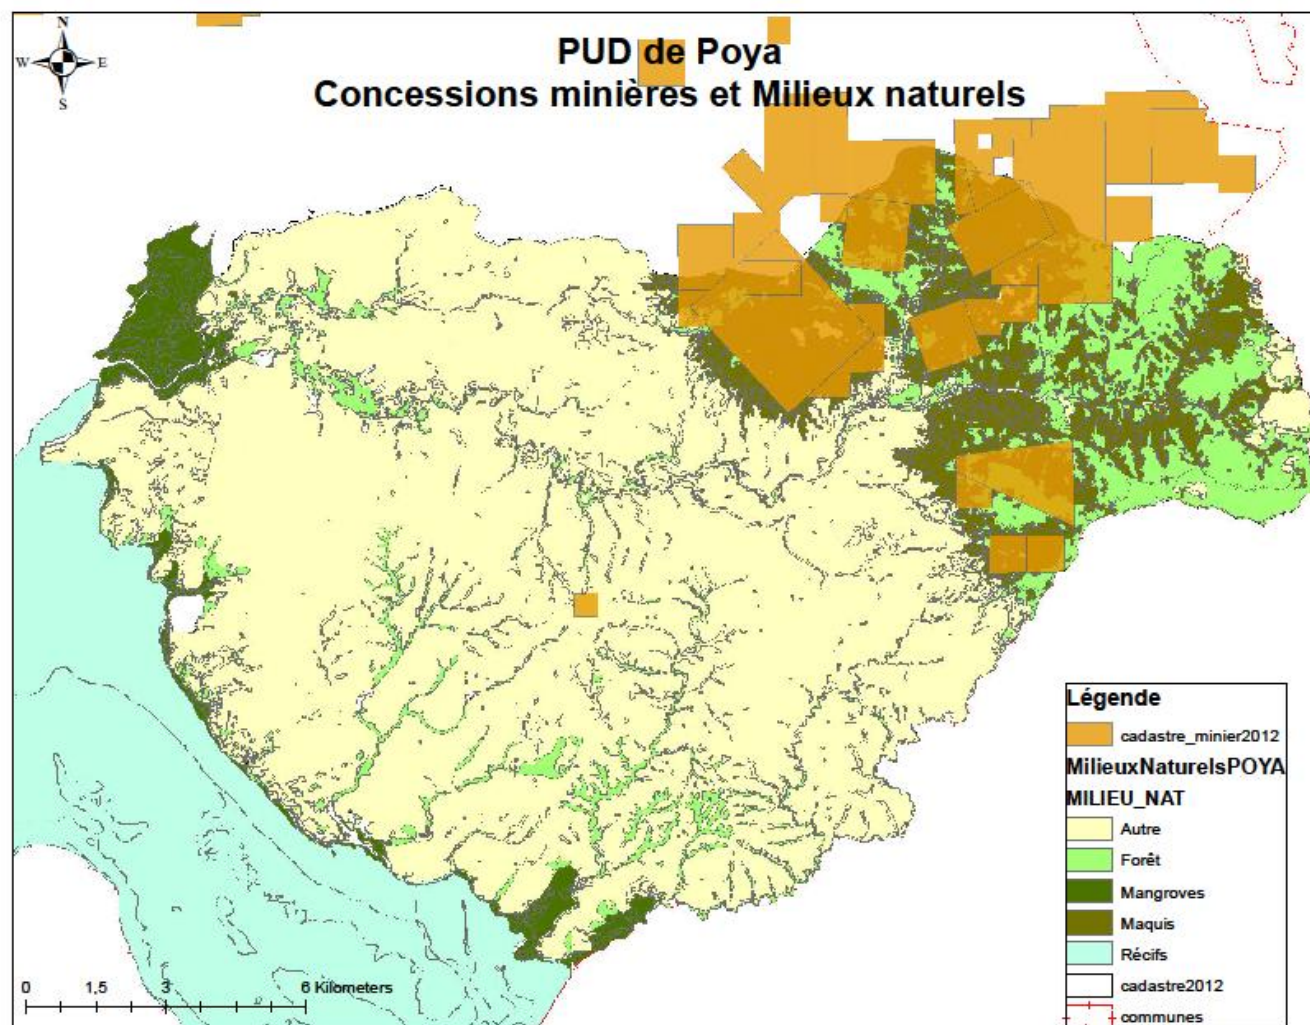 N
W E
S
PUD de Poya
Concessions minières et Milieux naturels
Légende
cadastre_minier2012
MilieuxNaturelsPOYA
MILIEU_NAT
Autre
Forêt
Mangroves
Maquis
Récifs
cadastre2012
communes
0 1,5 3 6 Kilometers